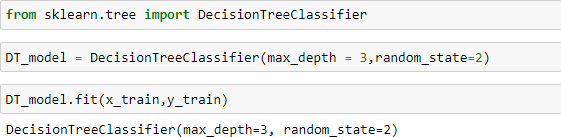 from sklearn.tree import DecisionTreeClassifier
DT_model = DecisionTreeClassifier(max_depth = 3,random_state=2)
DT_model.fit(x_train,y_train)
DecisionTreeClassifier(max_depth=3, random_state=2)